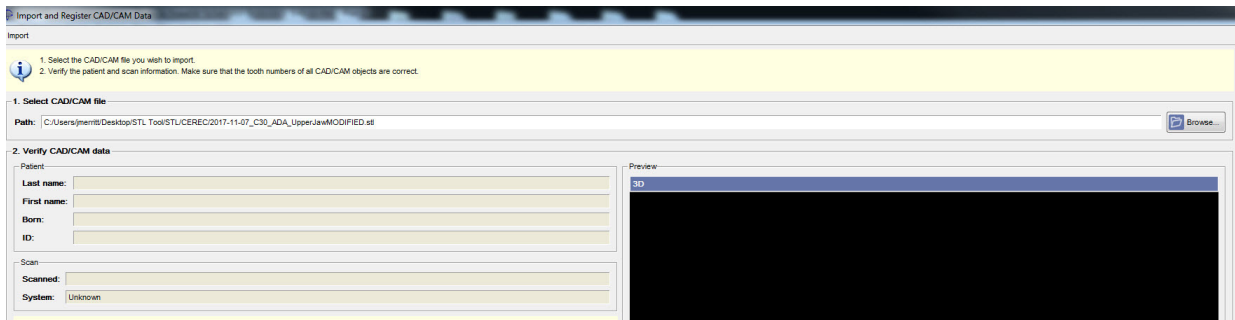 Import and Register CAD/CAM Data
Import
1. Select the CAD/CAM file you wish to import.
2. Verify the patient and scan information. Make sure that the tooth numbers of all CAD/CAM objects are correct.
1. Select CAD/CAM file
Path: C:/Users/jmerritt/Desktop/STL Tool/STL/CEREC/2017-11-07_C30_ADA_UpperJawMODIFIED.stl Browse...
2. Verify CAD/CAM data
Patient
Last name:
First name:
Born:
ID:
Scan
Scanned:
System: Unknown
Preview
3D